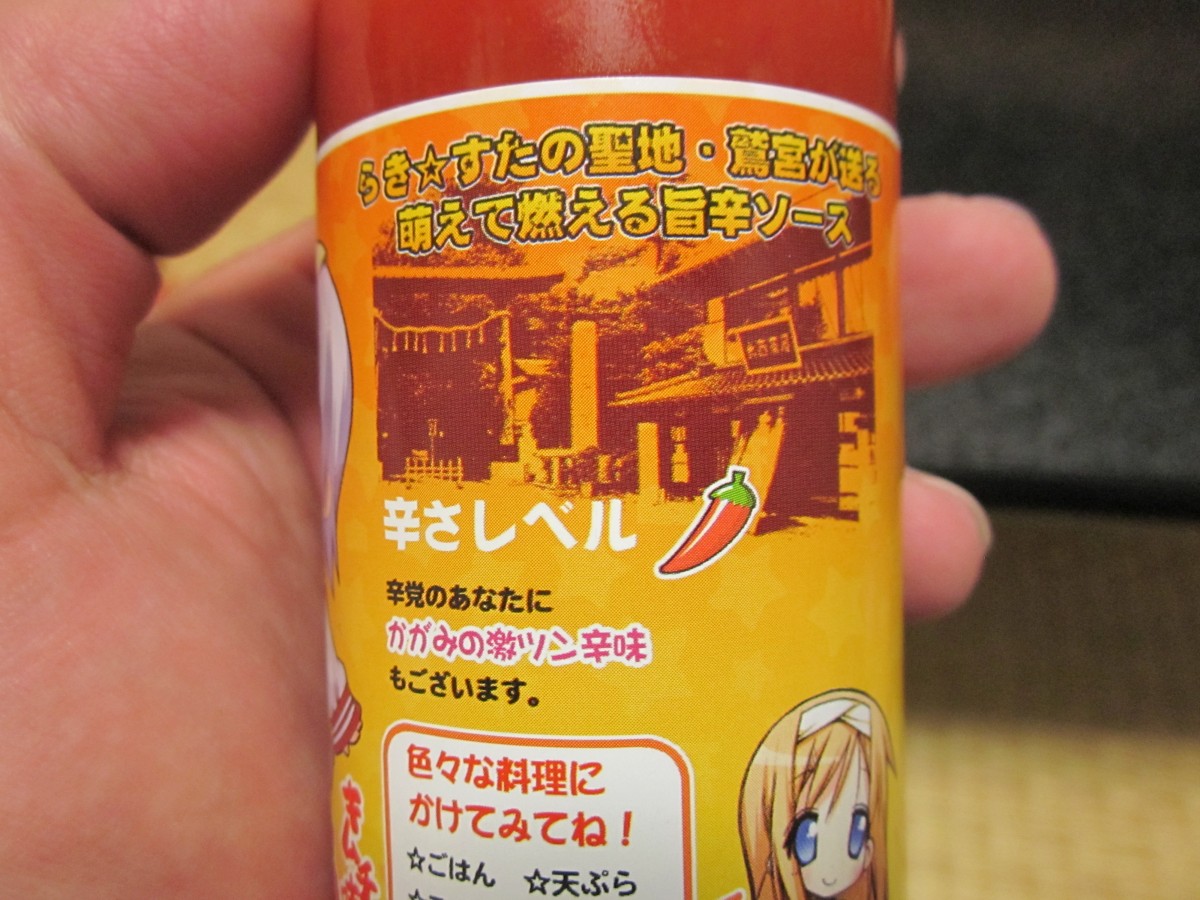 らき☆すたの聖地・鷲宮が送る
萌えで燃える旨辛ソース
辛さレベル
辛党のあなたに
かがみの激ツン辛味
もございます。
色々な料理に
かけてみてね！
☆ごはん ☆天ぷら